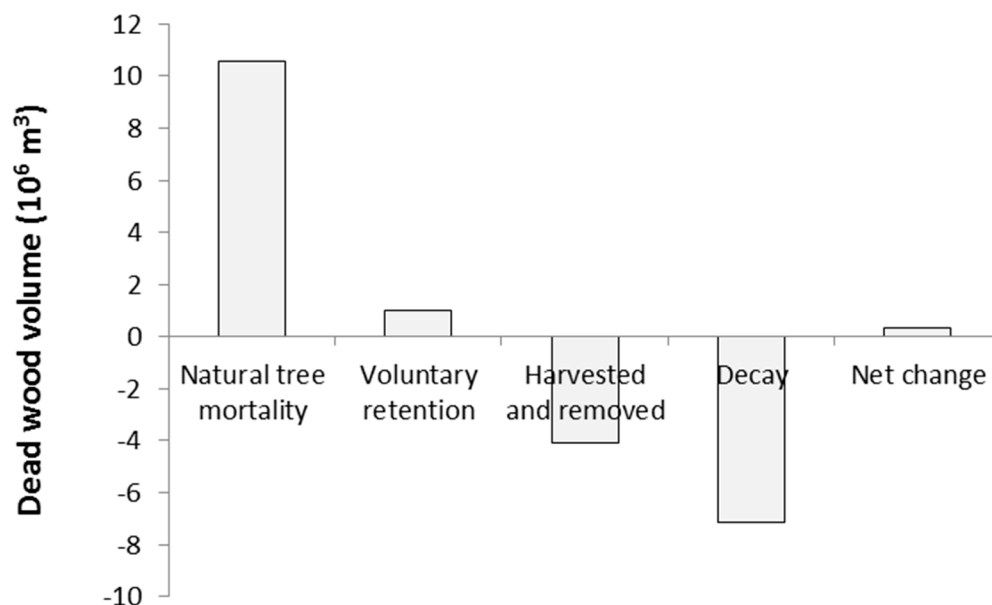 Dead wood volume (10⁶ m³)
12
10
8
6
4
2
0
-2
-4
-6
-8
-10
Natural tree
mortality
Voluntary
retention
Harvested
and removed
Decay
Net change